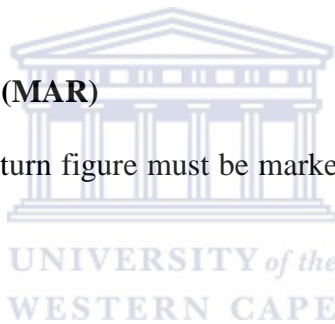 (MAR)
turn figure must be marke
UNIVERSITY of the
WESTERN CAPE